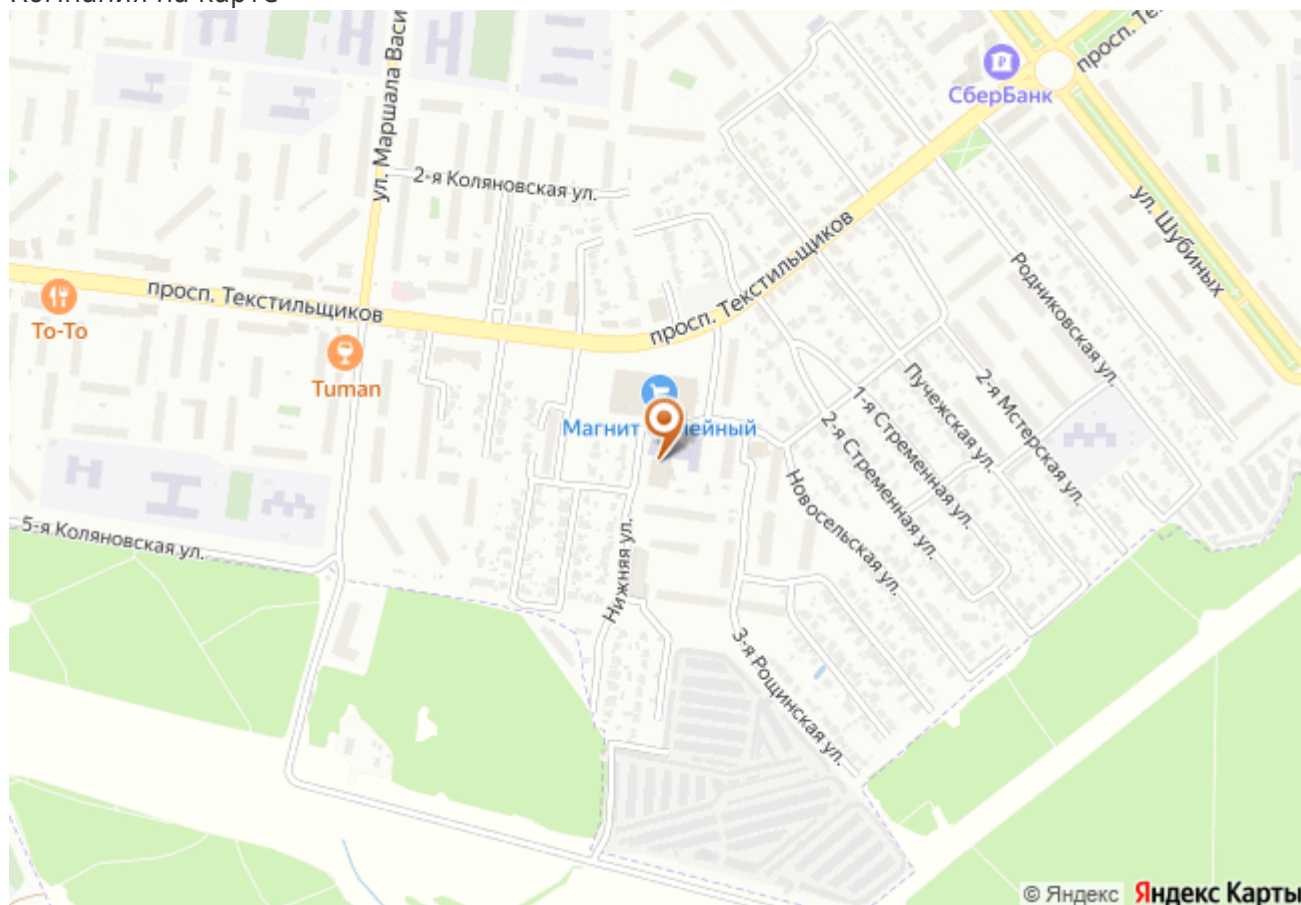 Компания на карте
просп. Те
СберБанк
ул. Маршала Васи
2-я Коляновская ул.
ул. Шубиных
просп. Текстильщиков
просп. Текстильщиков
Родниковская ул.
То-То
Tuman
Пучежская ул.
2-я Мстерская ул.
1-я Стременная ул.
2-я Стременная ул.
Магнит ейный
Новосельская ул.
5-я Коляновская ул.
Нижняя ул.
3-я Рощинская ул.
© Яндекс Яндекс Карты